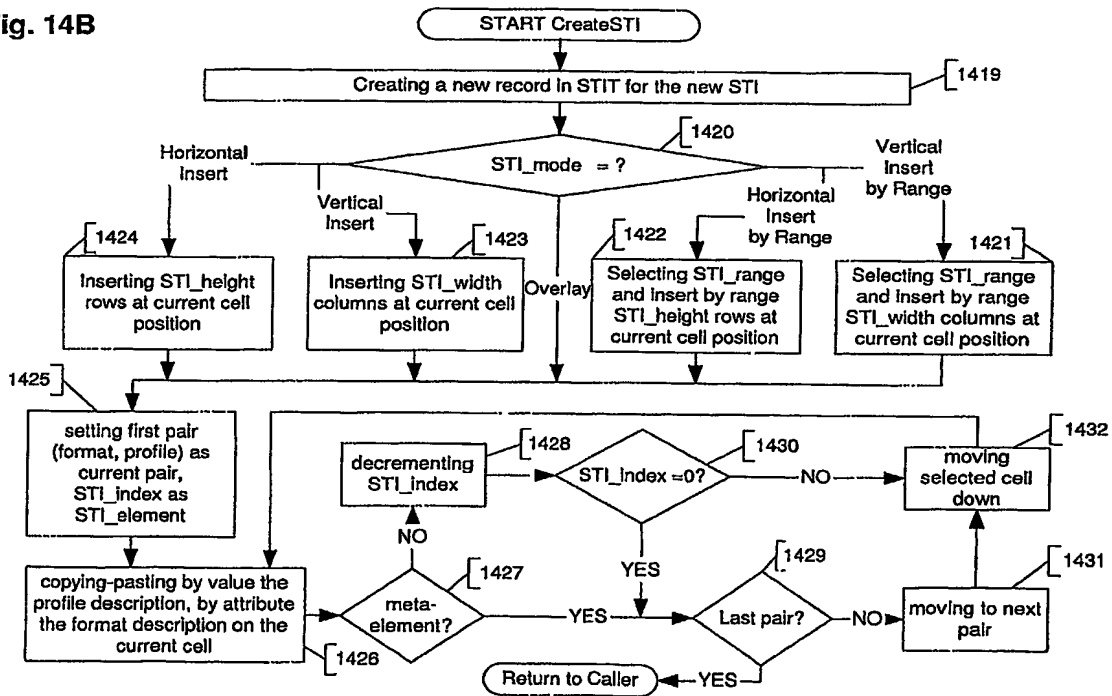 ig. 14B
START CreateSTI
Creating a new record in STIT for the new STI
1419
1420
STI_mode = ?
Horizontal
Insert
Vertical
Insert
Overlay
Horizontal
Insert
by Range
Vertical
Insert
by Range
1424
Inserting STI_height
rows at current cell
position
1423
Inserting STI_width
columns at current cell
position
1422
Selecting STI_range
and insert by range
STI_height rows at
current cell position
1421
Selecting STI_range
and insert by range
STI_width columns at
current cell position
1425
setting first pair
(format, profile) as
current pair,
STI_index as
STI_element
1428
decrementing
STI_index
1430
STI_index =0?
NO
1432
moving
selected cell
down
NO
YES
copying-pasting by value the
profile description, by attribute
the format description on the
current cell
1426
1427
meta-
element?
YES
1429
Last pair?
NO
1431
moving to next
pair
YES
Return to Caller